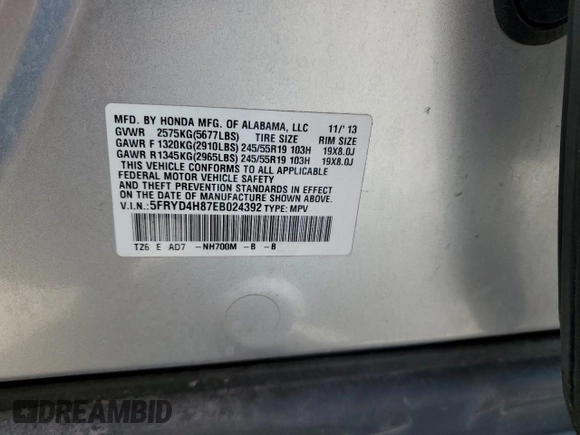 MFD. BY HONDA MFG. OF ALABAMA, LLC 11/'13
GVWR 2575KG(5677LBS) TIRE SIZE RIM SIZE
GAWR F 1320KG(2910LBS) 245/55R19 103H 19X8.0J
GAWR R1345KG(2965LBS) 245/55R19 103H 19X8.0J
THIS VEHICLE CONFORMS TO ALL APPLICABLE
FEDERAL MOTOR VEHICLE SAFETY
AND THEFT PREVENTION STANDARDS IN EFFECT
ON THE DATE OF MANUFACTURE SHOWN ABOVE.
V.I.N.:5FRYD4H87EB024392 TYPE: MPV
TZ6 E AD7 -NH700M -B -B
DREAMBID